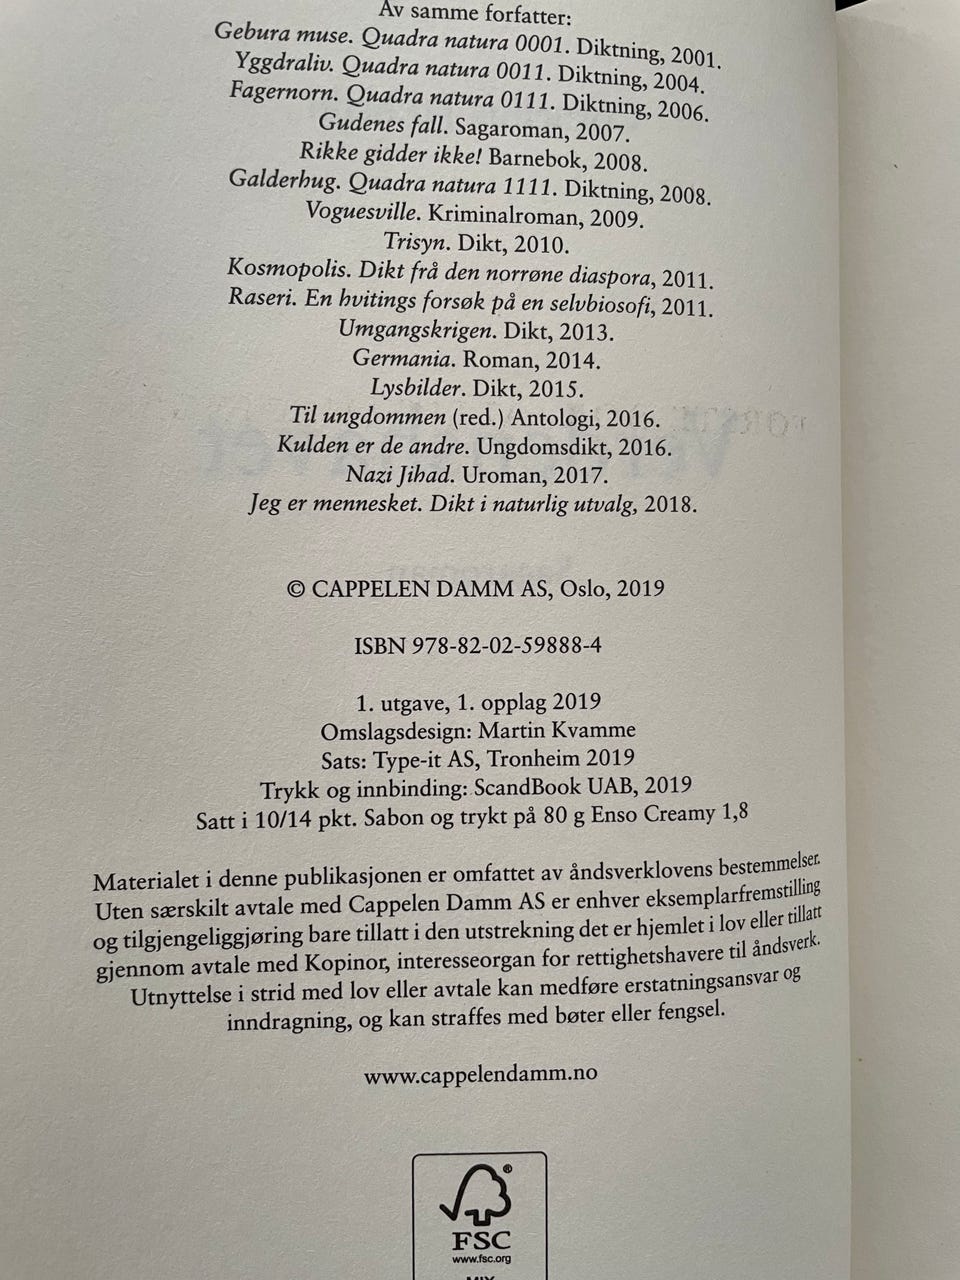 Av samme forfatter:
Gebura muse. Quadra natura 0001. Diktning, 2001.
Yggdraliv. Quadra natura 0011. Diktning, 2004.
Fagernorn. Quadra natura 0111. Diktning, 2006.
Gudenes fall. Sagaroman, 2007.
Rikke gidder ikke! Barnebok, 2008.
Galderhug. Quadra natura 1111. Diktning, 2008.
Voguesville. Kriminalroman, 2009.
Trisyn. Dikt, 2010.
Kosmopolis. Dikt frå den norrøne diaspora, 2011.
Raseri. En hvitings forsøk på en selvbiosofi, 2011.
Umgangskrigen. Dikt, 2013.
Germania. Roman, 2014.
Lysbilder. Dikt, 2015.
Til ungdommen (red.) Antologi, 2016.
Kulden er de andre. Ungdomsdikt, 2016.
Nazi Jihad. Uroman, 2017.
Jeg er mennesket. Dikt i naturlig utvalg, 2018.
© CAPPELEN DAMM AS, Oslo, 2019
ISBN 978-82-02-59888-4
1. utgave, 1. opplag 2019
Omslagsdesign: Martin Kvamme
Sats: Type-it AS, Tronheim 2019
Trykk og innbinding: ScandBook UAB, 2019
Satt i 10/14 pkt. Sabon og trykt på 80 g Enso Creamy 1,8
Materialet i denne publikasjonen er omfattet av åndsverklovens bestemmelser.
Uten særskilt avtale med Cappelen Damm AS er enhver eksemplarfremstilling
og tilgjengeliggjøring bare tillatt i den utstrekning det er hjemlet i lov eller tillatt
gjennom avtale med Kopinor, interesseorgan for rettighetshavere til åndsverk.
Utnyttelse i strid med lov eller avtale kan medføre erstatningsansvar og
inndragning, og kan straffes med bøter eller fengsel.
www.cappelendamm.no
®
FSC
www.fsc.org
MIX